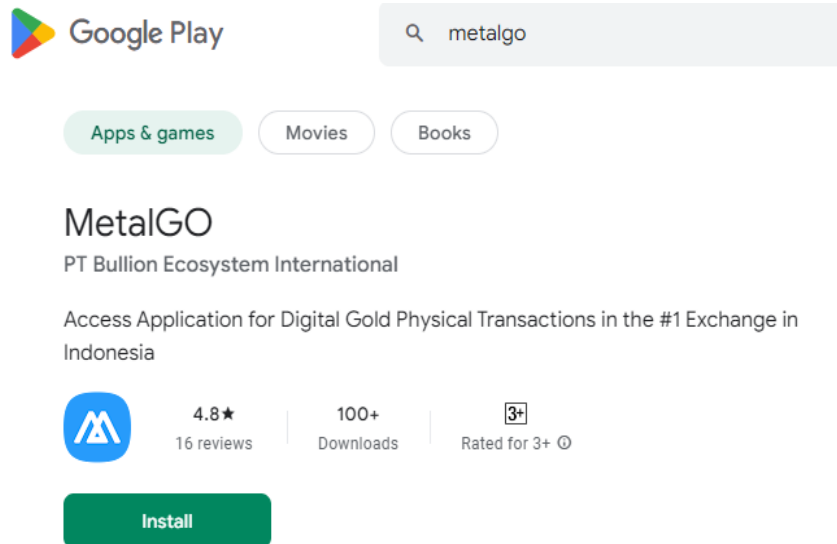 Google Play
metalgo
Apps & games
Movies
Books
MetalGO
PT Bullion Ecosystem International
Access Application for Digital Gold Physical Transactions in the #1 Exchange in
Indonesia
4.8★
100+
3+
16 reviews
Downloads
Rated for 3+
Install